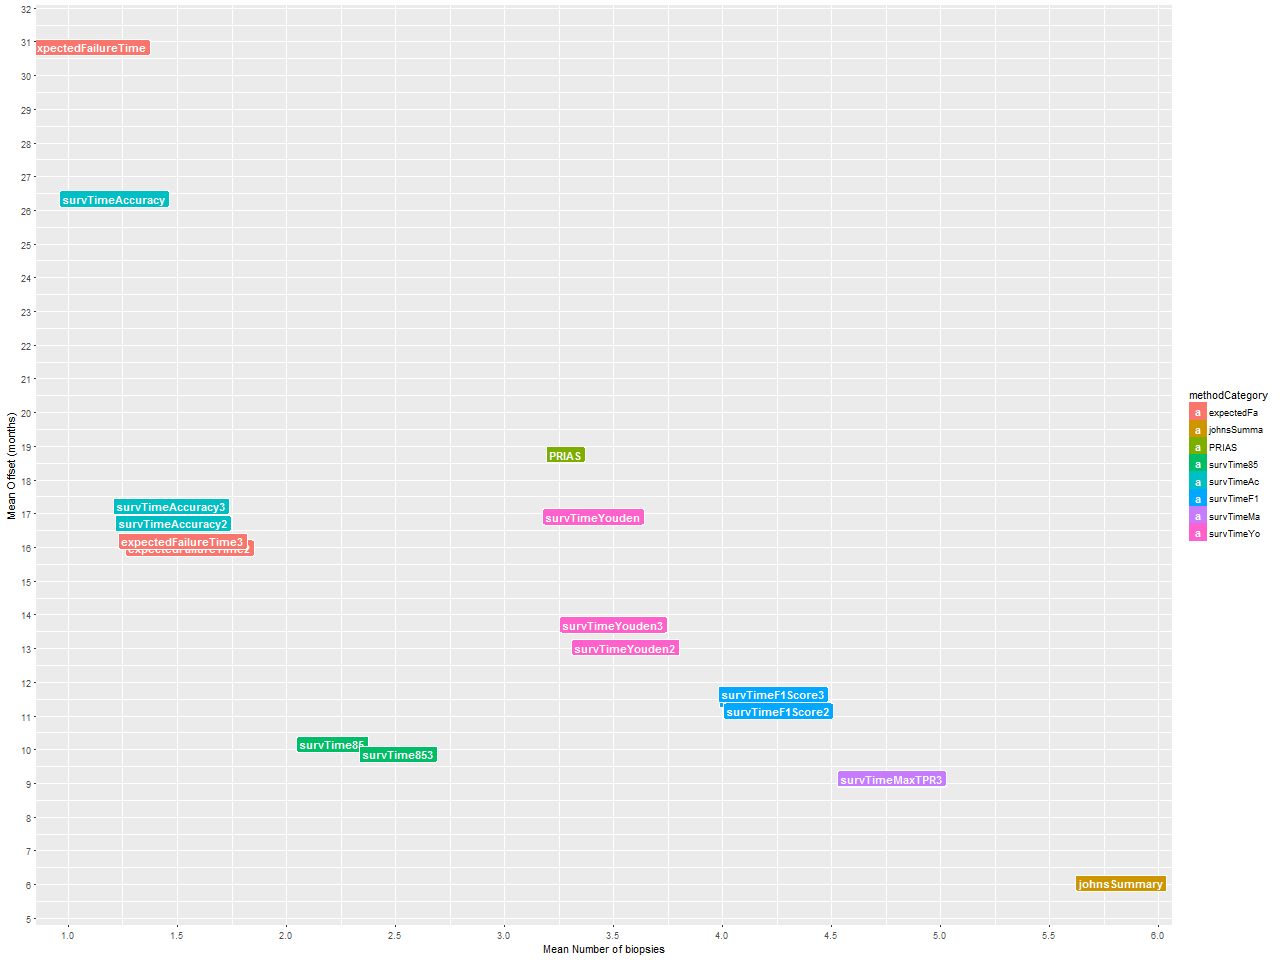 32
31
30
29
28
27
26
25
24
23
22
21
20
19
18
17
16
15
14
13
12
11
10
9
8
7
6
5
Mean Offset (months)
xpectedFailureTime
survTimeAccuracy
PRIAS
survTimeAccuracy3
survTimeYouden
survTimeAccuracy2
expectedFailureTime3
expectedFailureTime2
survTimeYouden3
survTimeYouden2
survTimeF1Score3
survTimeF1Score2
survTime85
survTime853
survTimeMaxTPR3
johnsSummary
1.0 1.5 2.0 2.5 3.0 3.5 4.0 4.5 5.0 5.5 6.0
Mean Number of biopsies
methodCategory
a expectedFa
a johnsSumma
a PRIAS
a survTime85
a survTimeAc
a survTimeF1
a survTimeMa
a survTimeYo